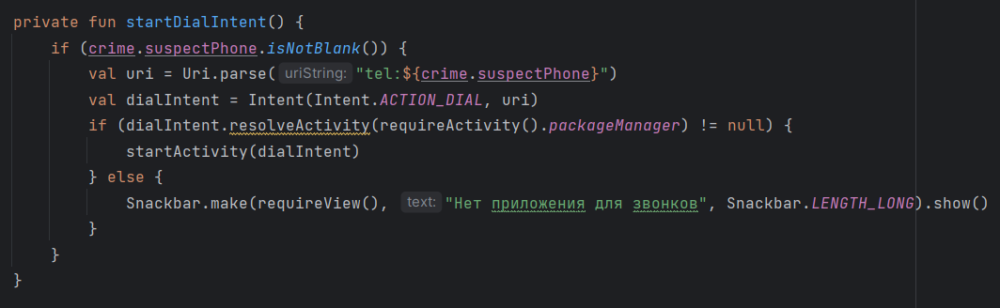 private fun startDialIntent() {
    if (crime.suspectPhone.isNotBlank()) {
        val uri = Uri.parse( uriString: "tel:${crime.suspectPhone}")
        val dialIntent = Intent(Intent.ACTION_DIAL, uri)
        if (dialIntent.resolveActivity(requireActivity().packageManager) != null) {
            startActivity(dialIntent)
        } else {
            Snackbar.make(requireView(), text: "Нет приложения для звонков", Snackbar.LENGTH_LONG).show()
        }
    }
}